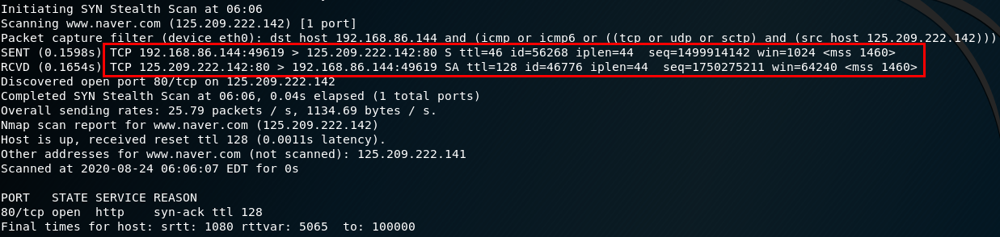 Initiating SYN Stealth Scan at 06:06
Scanning www.naver.com (125.209.222.142) [1 port]
Packet capture filter (device eth0): dst host 192.168.86.144 and (icmp or icmp6 or ((tcp or udp or sctp) and (src host 125.209.222.142)))
SENT (0.1598s) TCP 192.168.86.144:49619 > 125.209.222.142:80 S ttl=46 id=56268 iplen=44  seq=1499914142 win=1024 <mss 1460>
RCVD (0.1654s) TCP 125.209.222.142:80 > 192.168.86.144:49619 SA ttl=128 id=46776 iplen=44  seq=1750275211 win=64240 <mss 1460>
Discovered open port 80/tcp on 125.209.222.142
Completed SYN Stealth Scan at 06:06, 0.04s elapsed (1 total ports)
Overall sending rates: 25.79 packets / s, 1134.69 bytes / s.
Nmap scan report for www.naver.com (125.209.222.142)
Host is up, received reset ttl 128 (0.0011s latency).
Other addresses for www.naver.com (not scanned): 125.209.222.141
Scanned at 2020-08-24 06:06:07 EDT for 0s
PORT   STATE SERVICE REASON
80/tcp open  http    syn-ack ttl 128
Final times for host: srtt: 1080 rttvar: 5065  to: 100000